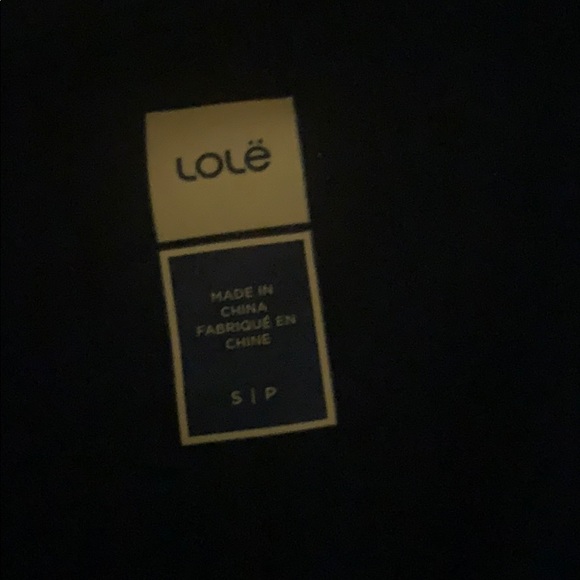 Lolë
MADE IN
CHINA
FABRIQUÉ EN
CHINE
S | P